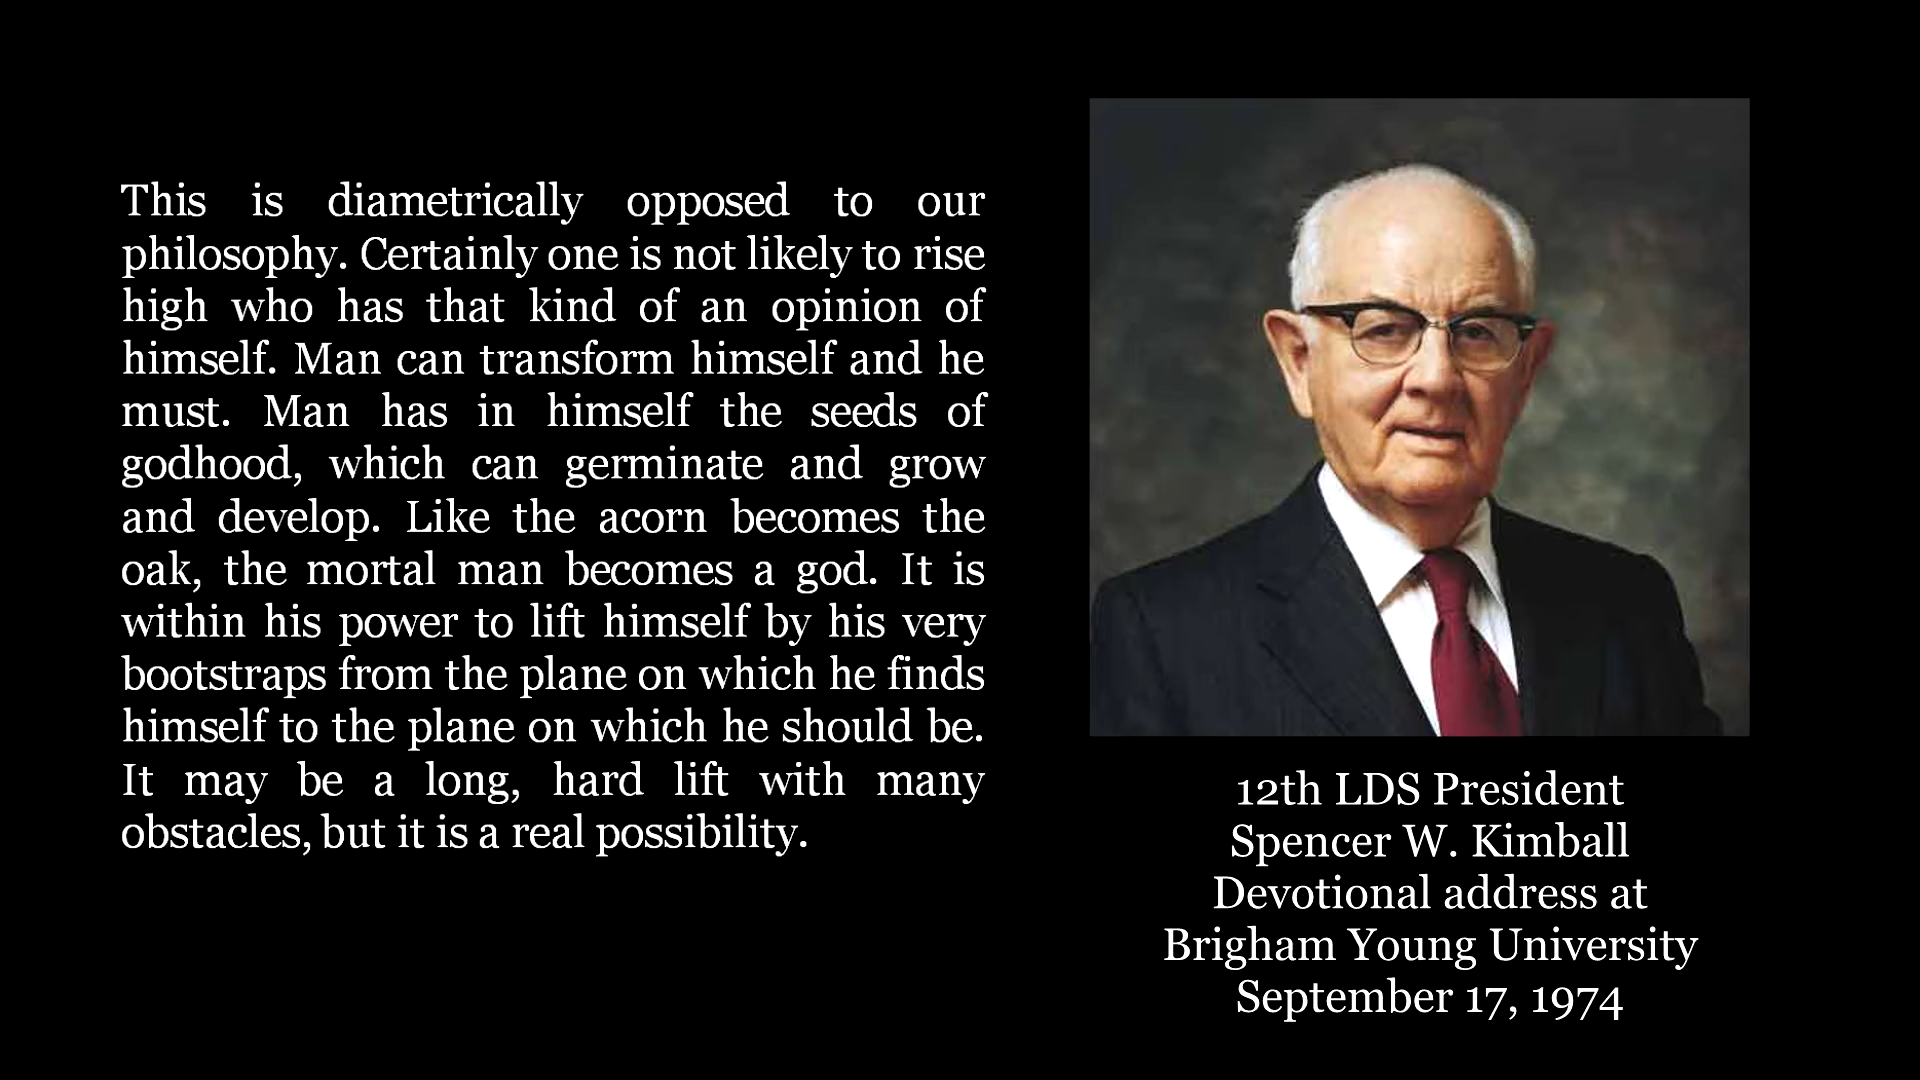 This is diametrically opposed to our
philosophy. Certainly one is not likely to rise
high who has that kind of an opinion of
himself. Man can transform himself and he
must. Man has in himself the seeds of
godhood, which can germinate and grow
and develop. Like the acorn becomes the
oak, the mortal man becomes a god. It is
within his power to lift himself by his very
bootstraps from the plane on which he finds
himself to the plane on which he should be.
It may be a long, hard lift with many
obstacles, but it is a real possibility.
12th LDS President
Spencer W. Kimball
Devotional address at
Brigham Young University
September 17, 1974